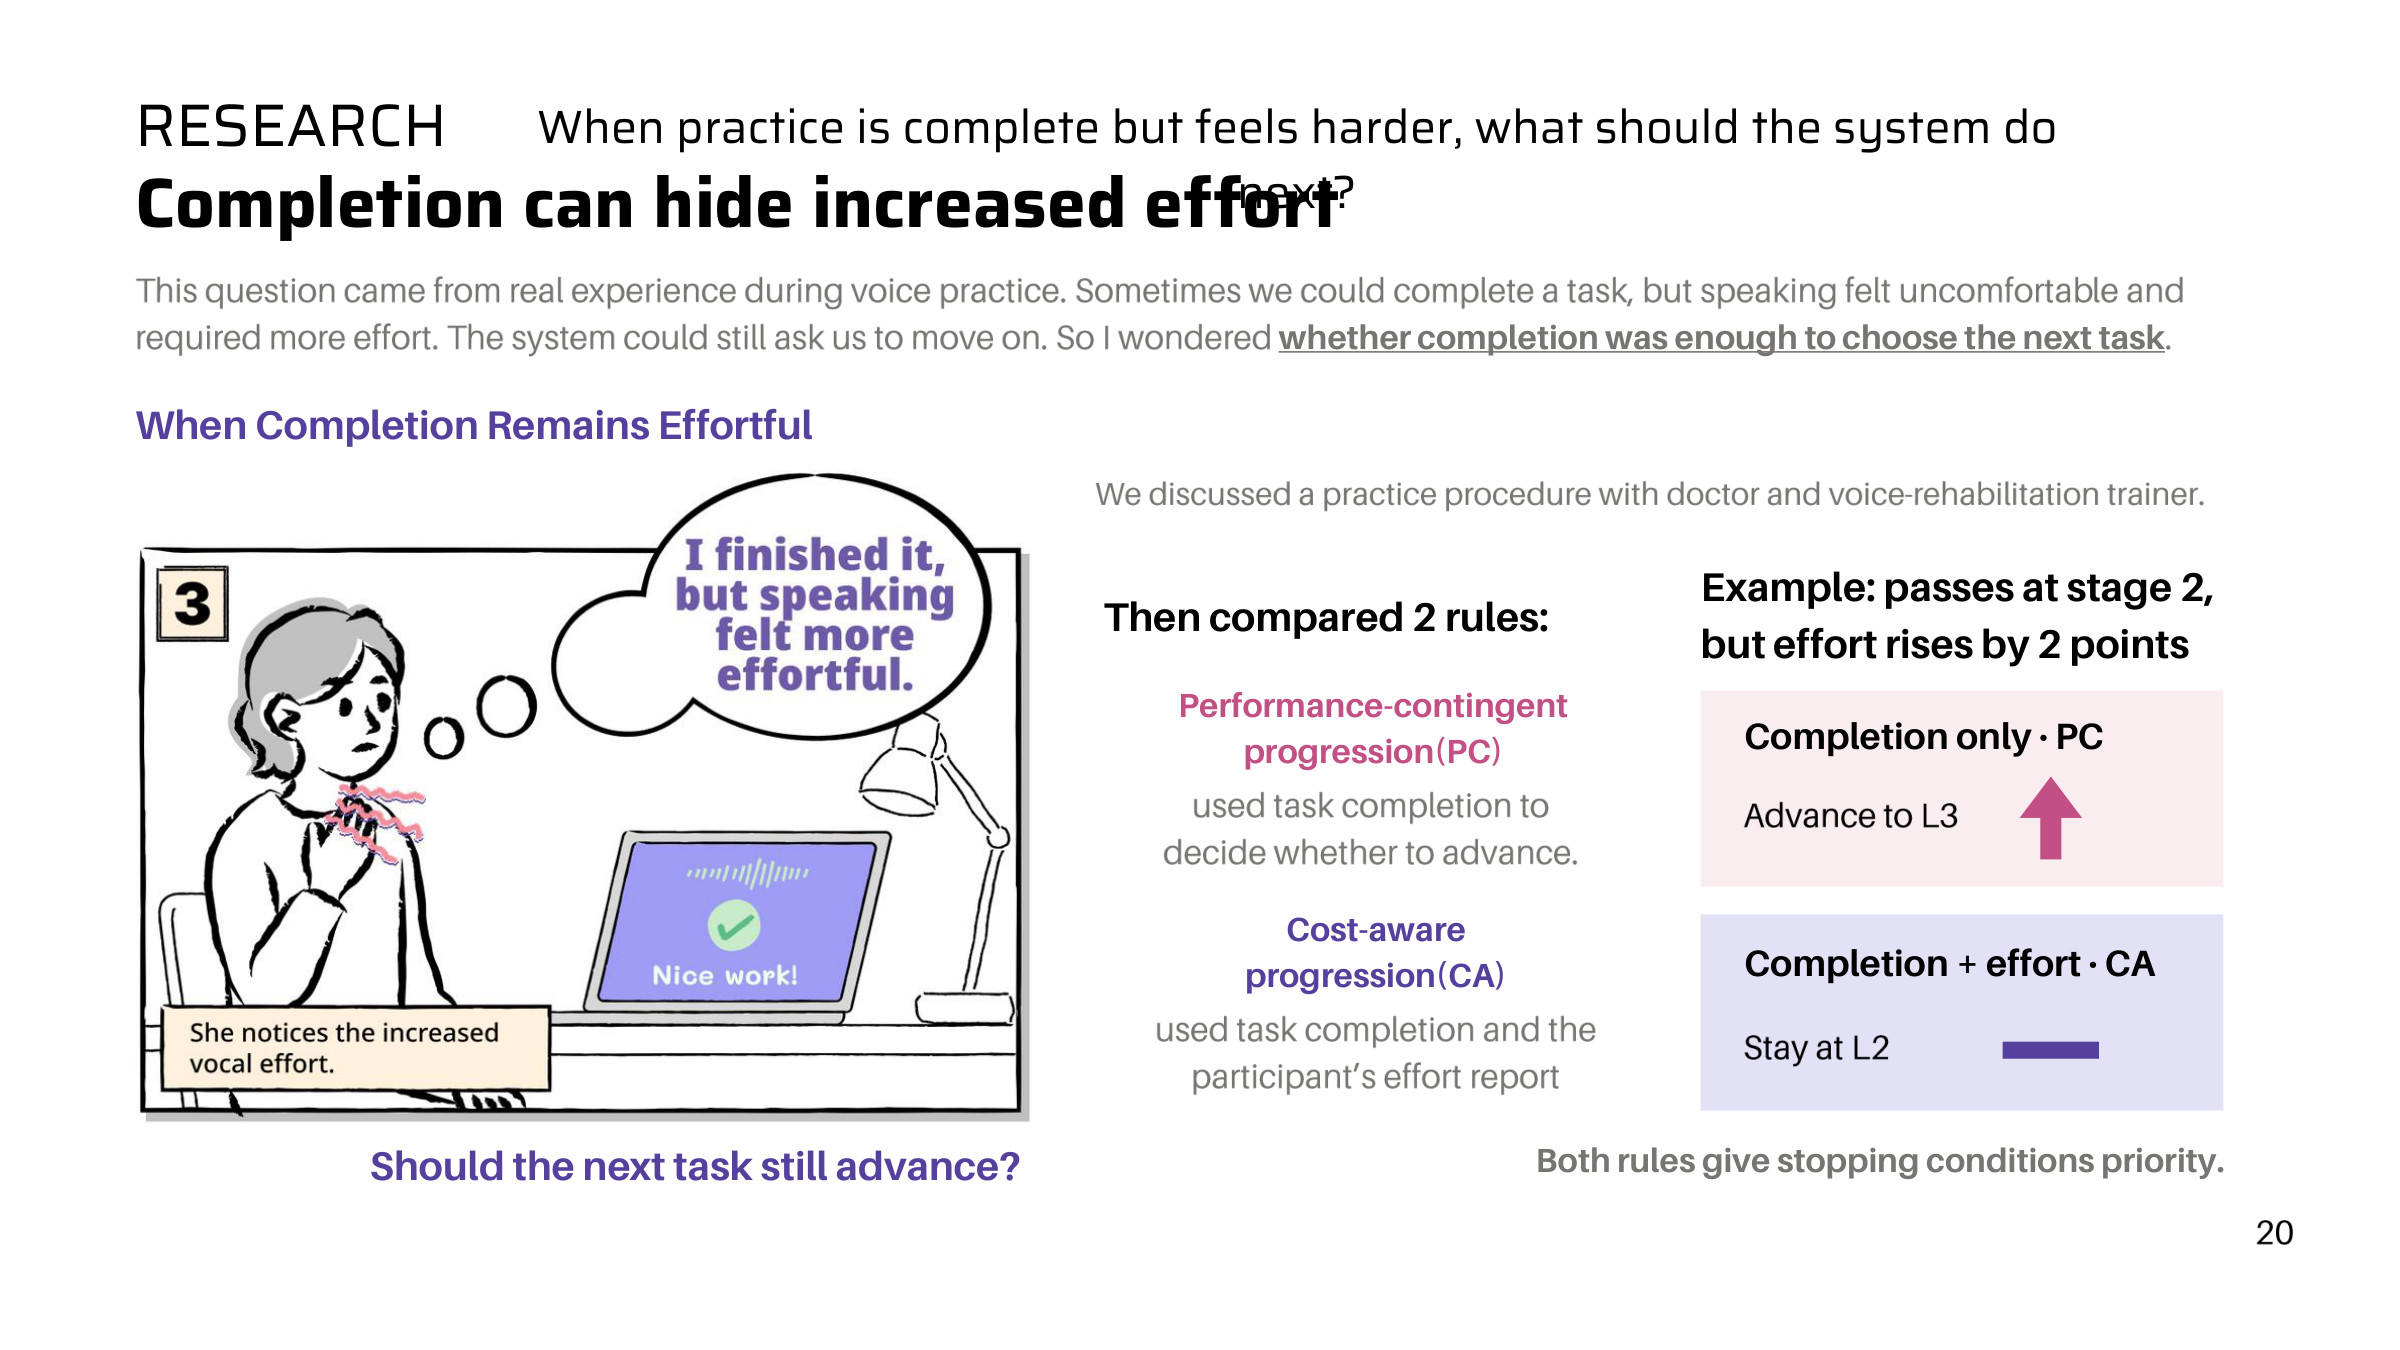 RESEARCH
When practice is complete but feels harder, what should the system do
next?
Completion can hide increased effort
This question came from real experience during voice practice. Sometimes we could complete a task, but speaking felt uncomfortable and
required more effort. The system could still ask us to move on. So I wondered whether completion was enough to choose the next task.
When Completion Remains Effortful
3
I finished it,
but speaking
felt more
effortful.
Nice work!
She notices the increased
vocal effort.
Should the next task still advance?
We discussed a practice procedure with doctor and voice-rehabilitation trainer.
Then compared 2 rules:
Performance-contingent
progression(PC)
used task completion to
decide whether to advance.
Cost-aware
progression(CA)
used task completion and the
participant’s effort report
Example: passes at stage 2,
but effort rises by 2 points
Completion only · PC
Advance to L3
Completion + effort · CA
Stay at L2
Both rules give stopping conditions priority.
20